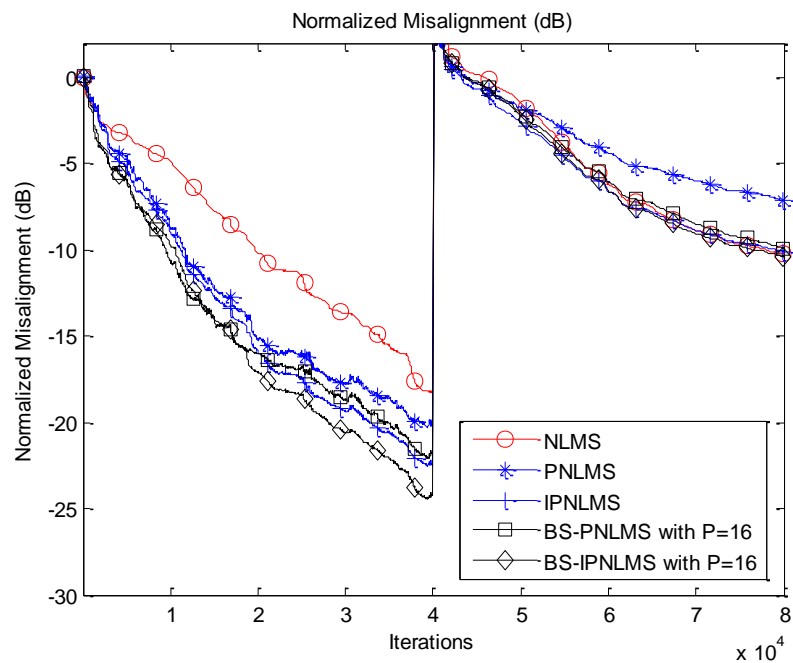 Normalized Misalignment (dB)
Normalized Misalignment (dB)
0
-5
-10
-15
-20
-25
-30
NLMS
PNLMS
IPNLMS
BS-PNLMS with P=16
BS-IPNLMS with P=16
1 2 3 4 5 6 7 8
Iterations
x 10^4